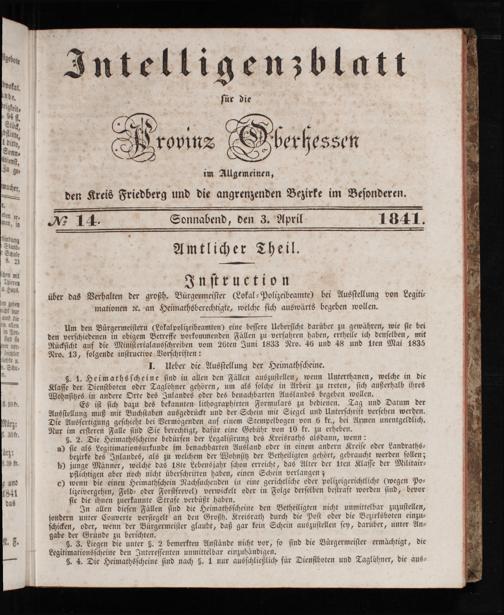 Intelligenzblatt
für die
Provinz Oberhessen
im Allgemeinen,
den Kreis Friedberg und die angrenzenden Bezirke im Besonderen.
№ 14. Sonnabend, den 3. April 1841.
Amtlicher Theil.
Instruction
über das Verhalten der großh. Bürgermeister (Lokal-Polizeibeamte) bei Ausstellung von Legiti-
mationen ꝛc. an Heimathsberechtigte, welche sich auswärts begeben wollen.
Um den Bürgermeistern (Lokalpolizeibeamten) eine bessere Uebersicht darüber zu gewähren, wie sie bei
den verschiedenen in obigen Betreff vorkommenden Fällen zu verfahren haben, ertheile ich denselben, mit
Rücksicht auf die Ministerialausschreiben vom 26ten Juni 1833 Nro. 46 und 48 und 1ten Mai 1835
Nro. 13, folgende instructive Vorschriften:
I. Ueber die Ausstellung der Heimathscheine.
§. 1. Heimathscheine sind in allen den Fällen auszustellen, wenn Unterthanen, welche in die
Klasse der Dienstboten oder Taglöhner gehören, um als solche in Arbeit zu treten, sich außerhalb ihres
Wohnsitzes in andere Orte des Inlandes oder des benachbarten Auslandes begeben wollen.
Es ist sich dazu des bekannten lithographirten Formulars zu bedienen. Tag und Datum der
Ausstellung muß mit Buchstaben ausgedrückt und der Schein mit Siegel und Unterschrift versehen werden.
Die Ausfertigung geschieht bei Vermögenden auf einem Stempelbogen von 6 kr., bei Armen unentgeldlich.
Nur im ersteren Falle sind Sie berechtigt, dafür eine Gebühr von 16 kr. zu erheben.
§. 2. Die Heimathscheine bedürfen der Legalisirung des Kreisraths alsdann, wenn:
a) sie als Legitimationsurkunde im benachbarten Ausland oder in einem andern Kreise oder Landraths-
bezirke des Inlands, als zu welchem der Wohnsitz der Betheiligten gehört, gebraucht werden sollen;
b) junge Männer, welche das 18te Lebensjahr schon erreicht, das Alter der 1ten Klasse der Militair-
pflichtigen aber noch nicht überschritten haben, einen Schein verlangen;
c) wenn die einen Heimathschein Nachsuchenden in eine gerichtliche oder polizeigerichtliche (wegen Po-
lizeivergehen, Feld- oder Forstfrevel) verwickelt oder in Folge derselben bestraft worden sind, bevor
sie die ihnen zuerkannte Strafe verbüßt haben.
In allen diesen Fällen sind die Heimathscheine den Betheiligten nicht unmittelbar zuzustellen,
sondern unter Couverte versiegelt an den Großh. Kreisrath durch die Post oder die Bezirksboten einzu-
schicken, oder, wenn der Bürgermeister glaubt, daß gar kein Schein auszustellen sey, darüber, unter An-
gabe der Gründe zu berichten.
§. 3. Liegen die unter §. 2 bemerkten Anstände nicht vor, so sind die Bürgermeister ermächtigt, die
Legitimationsscheine den Interessenten unmittelbar einzuhändigen.
§. 4. Die Heimathscheine sind nach §. 1 nur ausschließlich für Dienstboten und Taglöhner, die aus-